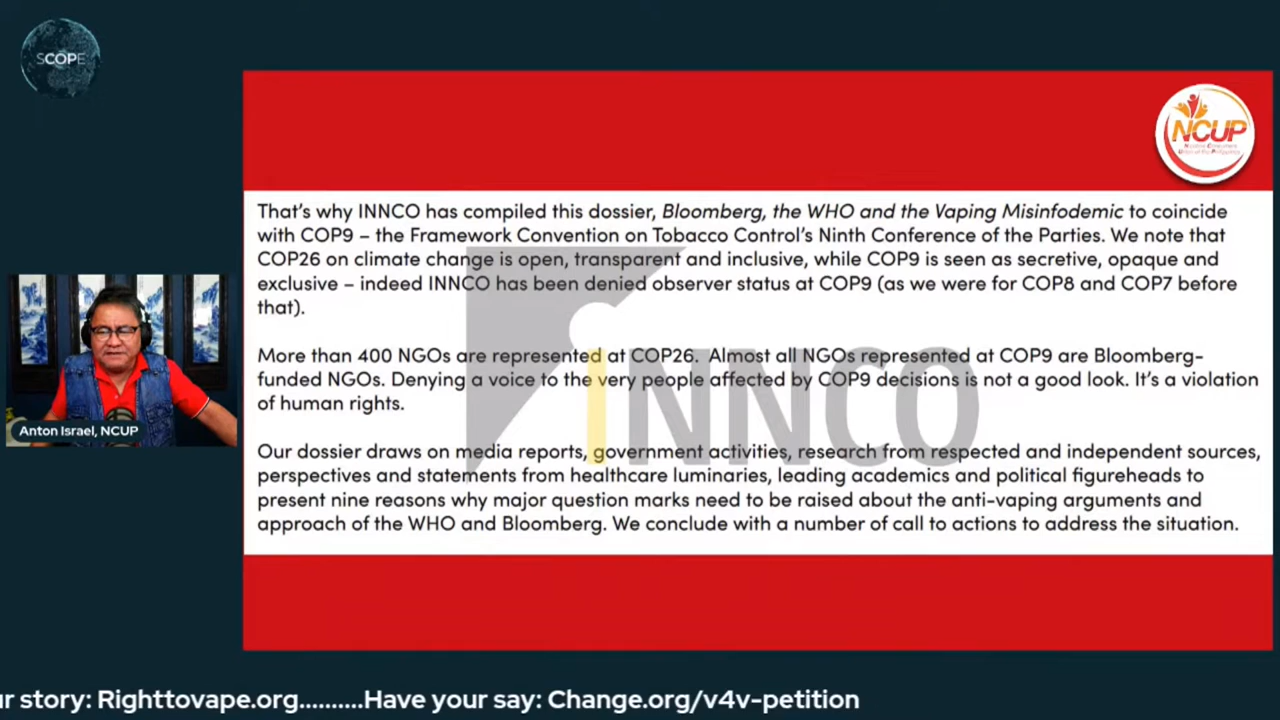 SCOPE
NCUP
Nicotine Consumers
Union of the Philippines
That's why INNCO has compiled this dossier, Bloomberg, the WHO and the Vaping Misinfodemic to coincide
with COP9 – the Framework Convention on Tobacco Control's Ninth Conference of the Parties. We note that
COP26 on climate change is open, transparent and inclusive, while COP9 is seen as secretive, opaque and
exclusive – indeed INNCO has been denied observer status at COP9 (as we were for COP8 and COP7 before
that).
More than 400 NGOs are represented at COP26. Almost all NGOs represented at COP9 are Bloomberg-
funded NGOs. Denying a voice to the very people affected by COP9 decisions is not a good look. It's a violation
of human rights.
Our dossier draws on media reports, government activities, research from respected and independent sources,
perspectives and statements from healthcare luminaries, leading academics and political figureheads to
present nine reasons why major question marks need to be raised about the anti-vaping arguments and
approach of the WHO and Bloomberg. We conclude with a number of call to actions to address the situation.
iNNCO
Anton Israel, NCUP
ur story: Righttovape.org..........Have your say: Change.org/v4v-petition